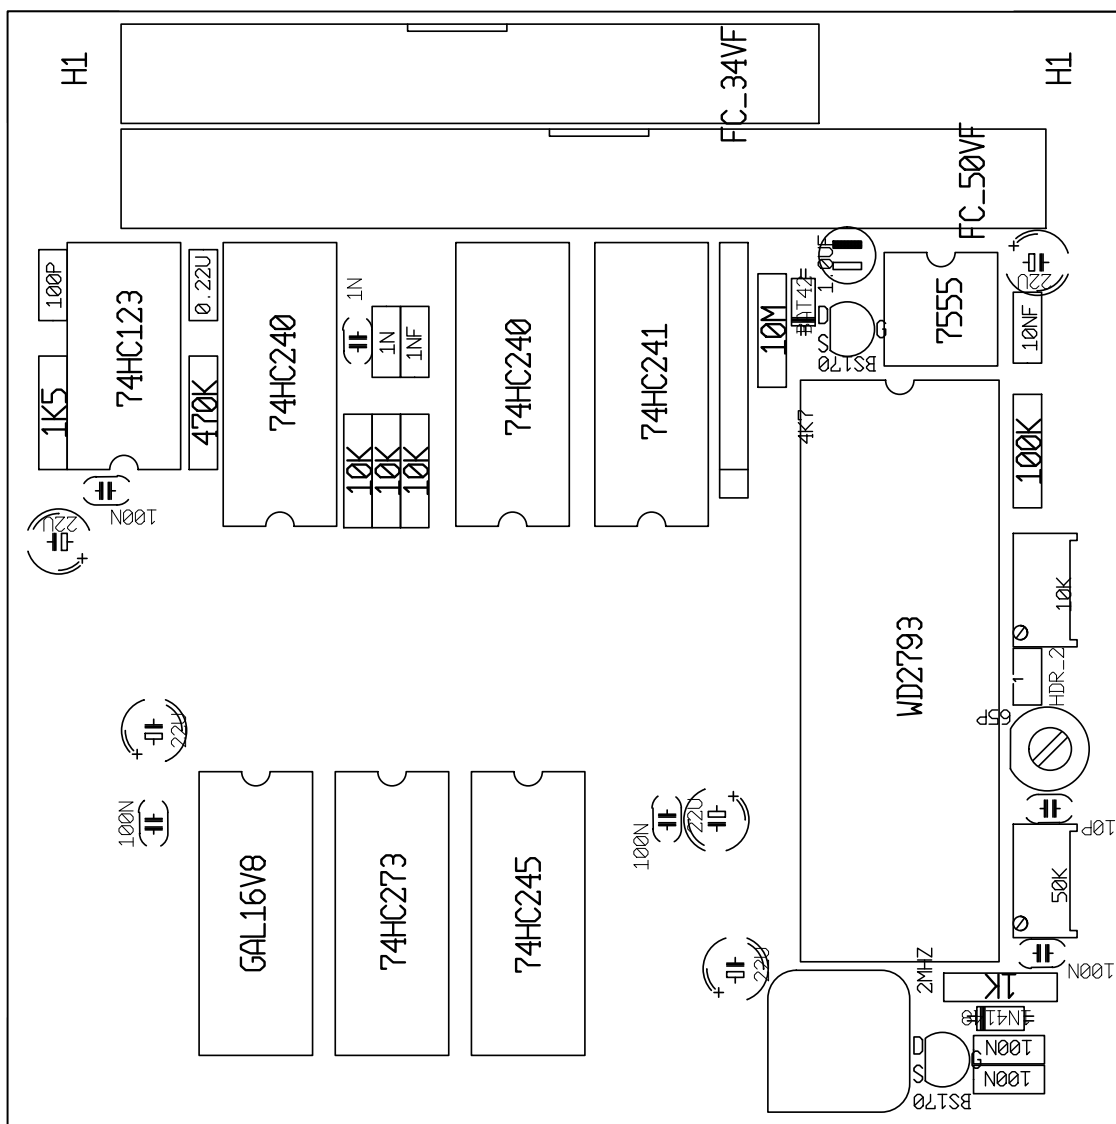 H1
FC_34VF
H1
FC_50VF
100P
74HC123
0.22U
74HC240
1N
1N
1NF
74HC240
74HC241
10M
BAT42
1.0UF
D
G
S
BS170
7555
+
22U
10NF
1K5
470K
10K
10K
10K
4K7
100K
100N
22U
+
10K
WD2793
1
HDR_2
65P
22U
+
100N
100N
22U
+
10P
GAL16V8
74HC273
74HC245
50K
22U
+
2MHZ
100N
1K
1N4148
D
G
S
BS170
100N
100N